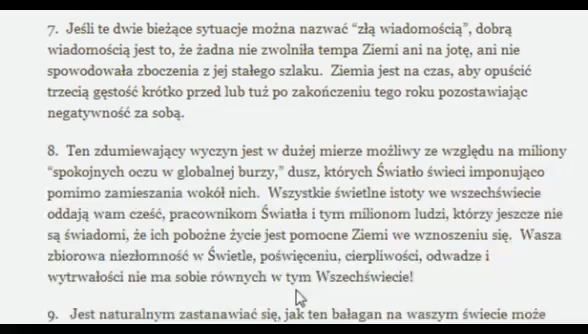 7. Jeśli te dwie bieżące sytuacje można nazwać “złą wiadomością”, dobrą
wiadomością jest to, że żadna nie zwolniła tempa Ziemi ani na jotę, ani nie
spowodowała zboczenia z jej stałego szlaku. Ziemia jest na czas, aby opuścić
trzecią gęstość krótko przed lub tuż po zakończeniu tego roku pozostawiając
negatywność za sobą.
8. Ten zdumiewający wyczyn jest w dużej mierze możliwy ze względu na miliony
“spokojnych oczu w globalnej burzy,” dusz, których Światło świeci imponująco
pomimo zamieszania wokół nich. Wszystkie świetlne istoty we wszechświecie
oddają wam cześć, pracownikom Światła i tym milionom ludzi, którzy jeszcze nie
są świadomi, że ich pobożne życie jest pomocne Ziemi we wznoszeniu się. Wasza
zbiorowa niezłomność w Świetle, poświęceniu, cierpliwości, odwadze i
wytrwałości nie ma sobie równych w tym Wszechświecie!
9. Jest naturalnym zastanawiać się, jak ten bałagan na waszym świecie może